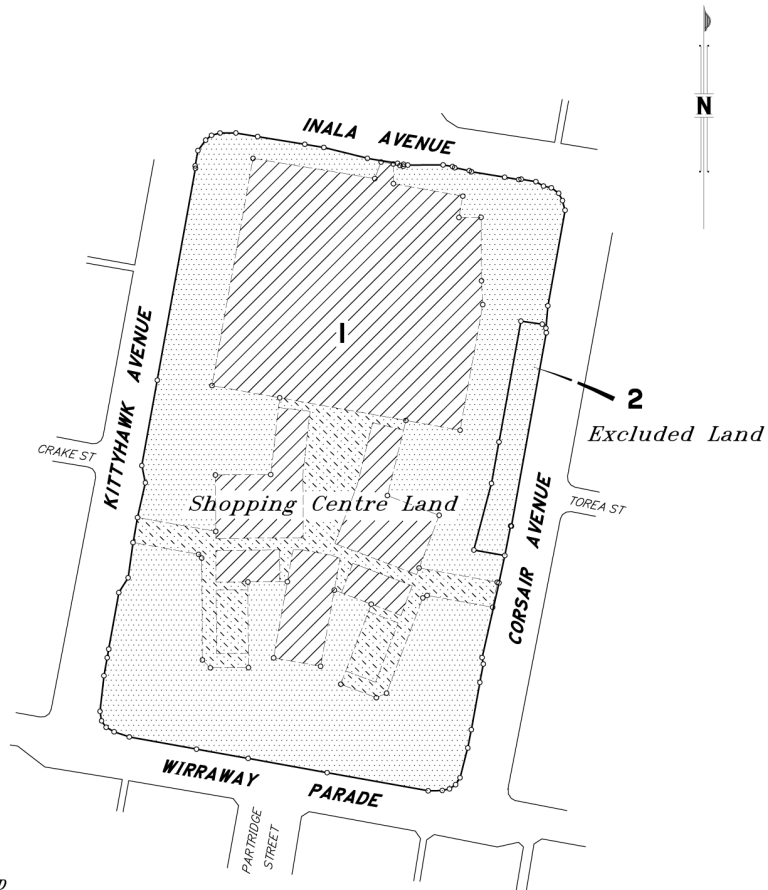 N
INALA AVENUE
KITTYHAWK AVENUE
1
2
Excluded Land
CRAKE ST
Shopping Centre Land
TOREA ST
CORSAIR AVENUE
WIRRAWAY PARADE
PARTRIDGE
STREET